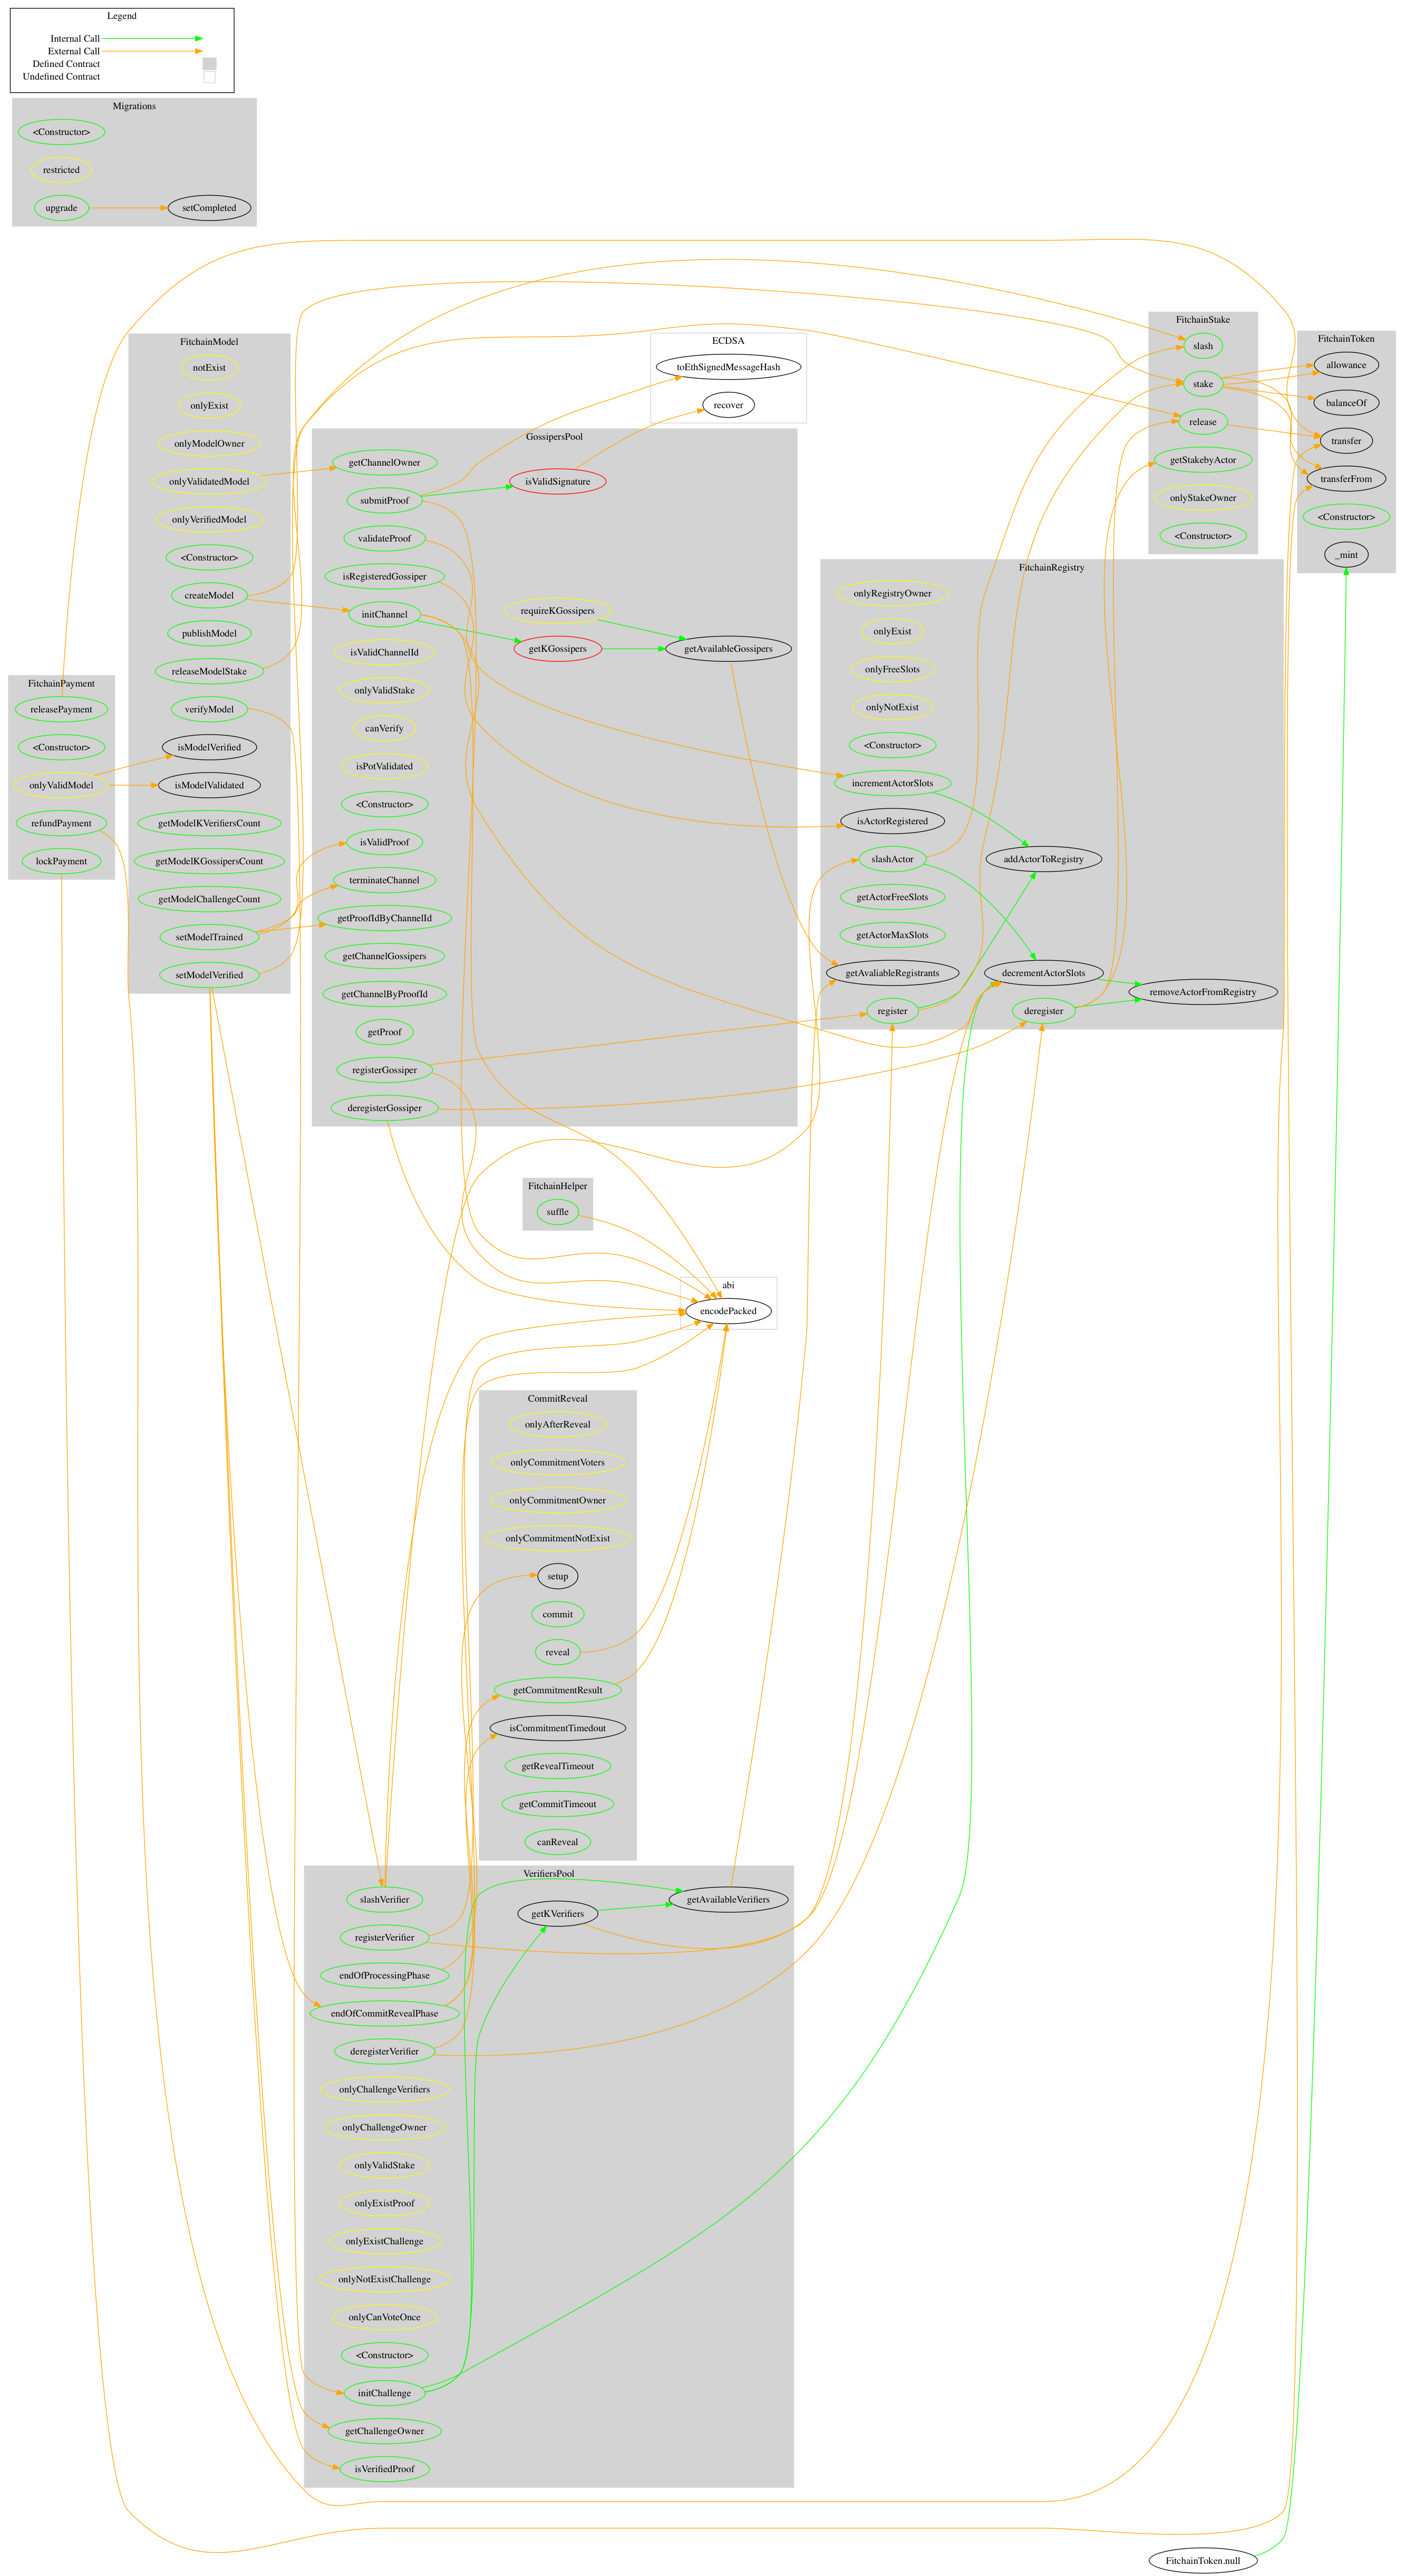 Legend
Internal Call
External Call
Defined Contract
Undefined Contract
Migrations
<Constructor>
restricted
upgrade
setCompleted
FitchainModel
notExist
onlyExist
onlyModelOwner
onlyValidatedModel
onlyVerifiedModel
<Constructor>
createModel
publishModel
releaseModelStake
verifyModel
isModelVerified
isModelValidated
getModelKVerifiersCount
getModelKGossipersCount
getModelChallengeCount
setModelTrained
setModelVerified
FitchainPayment
releasePayment
<Constructor>
onlyValidModel
refundPayment
lockPayment
ECDSA
toEthSignedMessageHash
recover
GossipersPool
getChannelOwner
submitProof
validateProof
isRegisteredGossiper
initChannel
isValidChannelId
onlyValidStake
canVerify
isPotValidated
<Constructor>
isValidProof
terminateChannel
getProofIdByChannelId
getChannelGossipers
getChannelByProofId
getProof
registerGossiper
deregisterGossiper
isValidSignature
requireKGossipers
getKGossipers
getAvailableGossipers
FitchainStake
slash
stake
release
getStakebyActor
onlyStakeOwner
<Constructor>
FitchainToken
allowance
balanceOf
transfer
transferFrom
<Constructor>
_mint
FitchainRegistry
onlyRegistryOwner
onlyExist
onlyFreeSlots
onlyNotExist
<Constructor>
incrementActorSlots
isActorRegistered
slashActor
getActorFreeSlots
getActorMaxSlots
getAvaliableRegistrants
register
addActorToRegistry
decrementActorSlots
deregister
removeActorFromRegistry
FitchainHelper
suffle
abi
encodePacked
CommitReveal
onlyAfterReveal
onlyCommitmentVoters
onlyCommitmentOwner
onlyCommitmentNotExist
setup
commit
reveal
getCommitmentResult
isCommitmentTimedout
getRevealTimeout
getCommitTimeout
canReveal
VerifiersPool
slashVerifier
registerVerifier
endOfProcessingPhase
endOfCommitRevealPhase
deregisterVerifier
onlyChallengeVerifiers
onlyChallengeOwner
onlyValidStake
onlyExistProof
onlyExistChallenge
onlyNotExistChallenge
onlyCanVoteOnce
<Constructor>
initChallenge
getChallengeOwner
isVerifiedProof
getKVerifiers
getAvailableVerifiers
FitchainToken.null